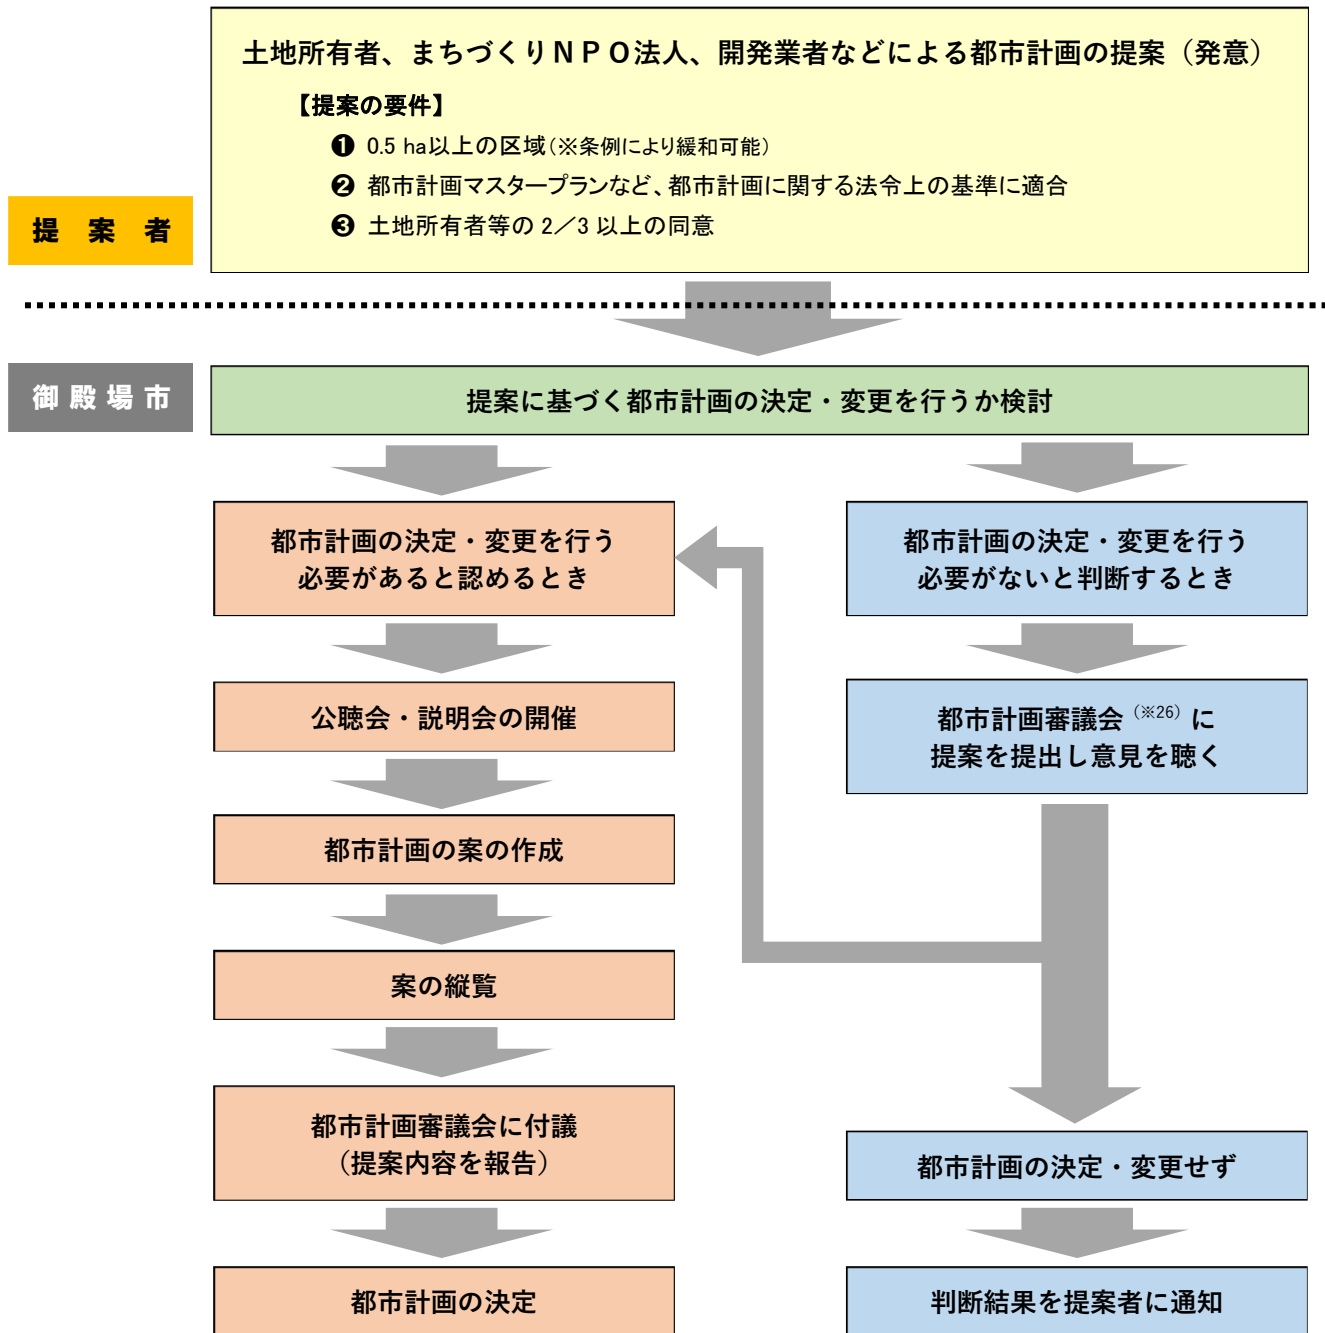 土地所有者、まちづくりＮＰＯ法人、開発業者などによる都市計画の提案（発意）
【提案の要件】
❶ 0.5 ha以上の区域（※条例により緩和可能）
❷ 都市計画マスタープランなど、都市計画に関する法令上の基準に適合
❸ 土地所有者等の 2／3 以上の同意
提案者
御殿場市
提案に基づく都市計画の決定・変更を行うか検討
都市計画の決定・変更を行う
必要があると認めるとき
公聴会・説明会の開催
都市計画の案の作成
案の縦覧
都市計画審議会に付議
（提案内容を報告）
都市計画の決定
都市計画の決定・変更を行う
必要がないと判断するとき
都市計画審議会（※26）に
提案を提出し意見を聴く
都市計画の決定・変更せず
判断結果を提案者に通知